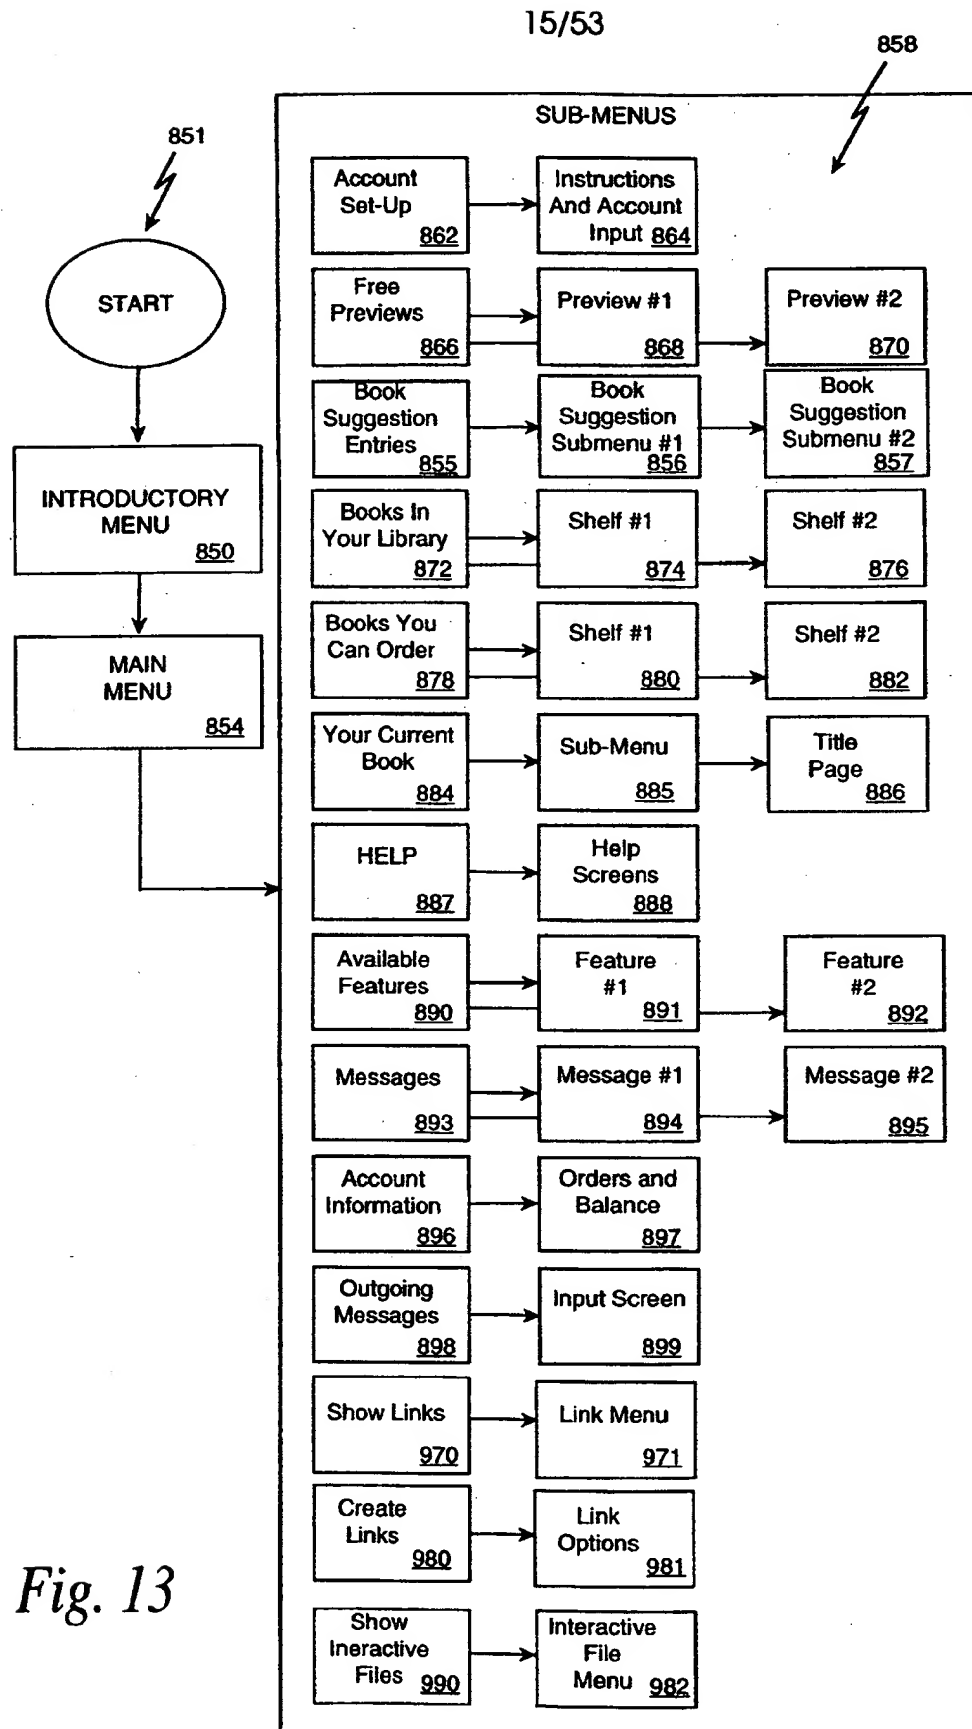 15/53
858
851
SUB-MENUS
START
INTRODUCTORY
MENU
850
MAIN
MENU
854
Account
Set-Up
862
Instructions
And Account
Input 864
Free
Previews
866
Preview #1
868
Preview #2
870
Book
Suggestion
Entries
855
Book
Suggestion
Submenu #1
856
Book
Suggestion
Submenu #2
857
Books In
Your Library
872
Shelf #1
874
Shelf #2
876
Books You
Can Order
878
Shelf #1
880
Shelf #2
882
Your Current
Book
884
Sub-Menu
885
Title
Page
886
HELP
887
Help
Screens
888
Available
Features
890
Feature
#1
891
Feature
#2
892
Messages
893
Message #1
894
Message #2
895
Account
Information
896
Orders and
Balance
897
Outgoing
Messages
898
Input Screen
899
Show Links
970
Link Menu
971
Create
Links
980
Link
Options
981
Show
Ineractive
Files
990
Interactive
File
Menu 982
Fig. 13